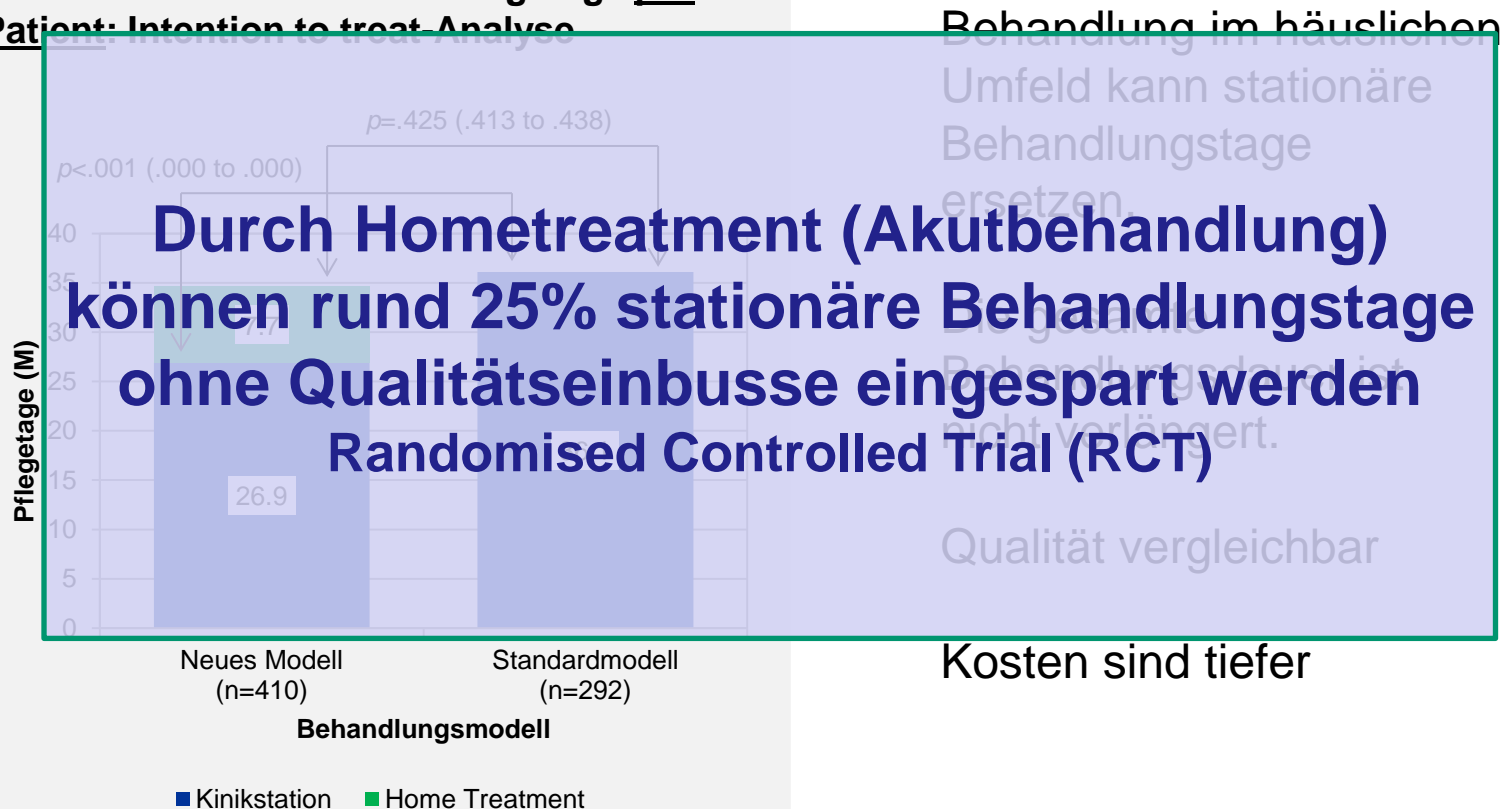 Patient: Intention to treat-Analyse
p=.425 (.413 to .438)
p<.001 (.000 to .000)
40
35
30
25
20
15
10
5
0
7.7
26.9
Pflegetage (M)
Neues Modell
(n=410)
Standardmodell
(n=292)
Behandlungsmodell
Kinikstation
Home Treatment
Behandlung im häuslichen
Umfeld kann stationäre
Behandlungstage
ersetzen.
Die gesamte
Behandlungsdauer ist
nicht verlängert.
Qualität vergleichbar
Kosten sind tiefer
Durch Hometreatment (Akutbehandlung)
können rund 25% stationäre Behandlungstage
ohne Qualitätseinbusse eingespart werden
Randomised Controlled Trial (RCT)